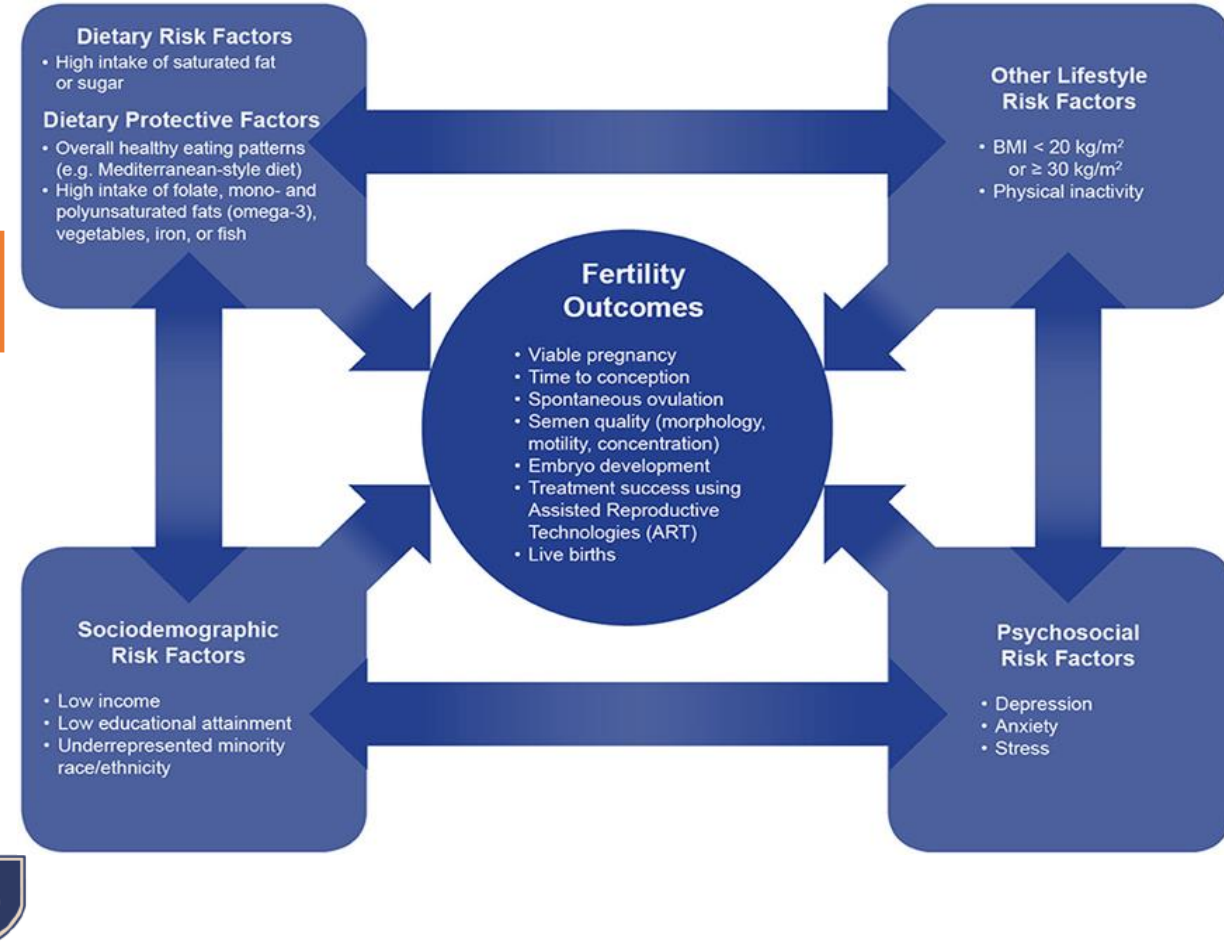 Dietary Risk Factors
• High intake of saturated fat
or sugar
Dietary Protective Factors
• Overall healthy eating patterns
(e.g. Mediterranean-style diet)
• High intake of folate, mono- and
polyunsaturated fats (omega-3),
vegetables, iron, or fish
Other Lifestyle
Risk Factors
• BMI < 20 kg/m²
or ≥ 30 kg/m²
• Physical inactivity
Fertility
Outcomes
• Viable pregnancy
• Time to conception
• Spontaneous ovulation
• Semen quality (morphology,
motility, concentration)
• Embryo development
• Treatment success using
Assisted Reproductive
Technologies (ART)
• Live births
Sociodemographic
Risk Factors
• Low income
• Low educational attainment
• Underrepresented minority
race/ethnicity
Psychosocial
Risk Factors
• Depression
• Anxiety
• Stress